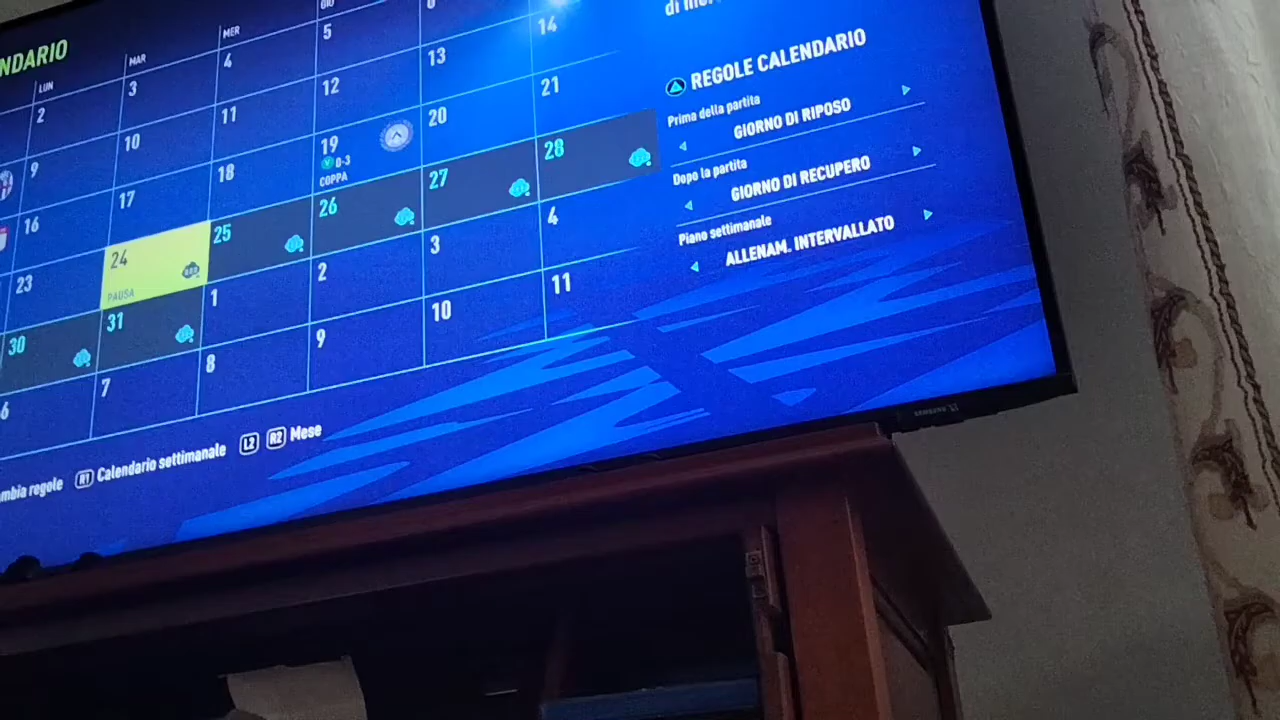 NDARIO
LUN
MAR
MER
GIO
2
3
4
5
6
14
9
10
11
12
13
21
16
17
18
19
V 0-3
COPPA
20
28
23
24
PAUSA
25
26
27
4
30
31
1
2
3
11
6
7
8
9
10
REGOLE CALENDARIO
Prima della partita
GIORNO DI RIPOSO
Dopo la partita
GIORNO DI RECUPERO
Piano settimanale
ALLENAM. INTERVALLATO
mbia regole R1 Calendario settimanale L2 R2 Mese